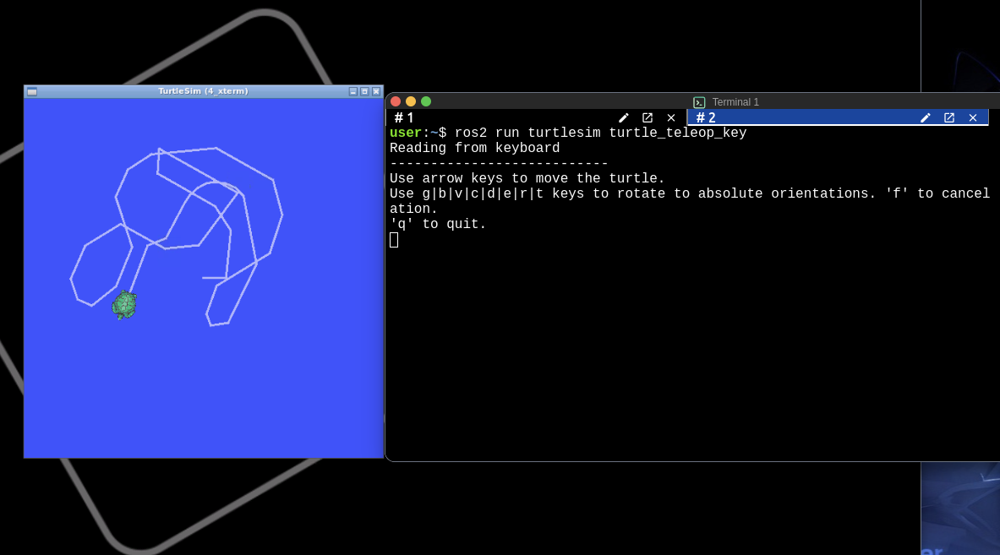 TurtleSim (4_xterm)
Terminal 1
#1
#2
user:~$ ros2 run turtlesim turtle_teleop_key
Reading from keyboard
---------------------------
Use arrow keys to move the turtle.
Use g|b|v|c|d|e|r|t keys to rotate to absolute orientations. 'f' to cancel
ation.
'q' to quit.
er